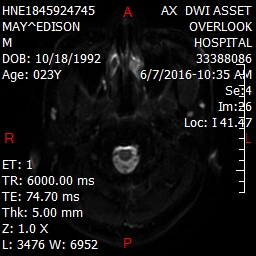 HNE1845924745
MAY^EDISON
M
DOB: 10/18/1992
Age: 023Y
A
AX DWI ASSET
OVERLOOK
HOSPITAL
33388086
6/7/2016-10:35 AM
Se:4
Im:26
Loc: I 41.47
R
L
ET: 1
TR: 6000.00 ms
TE: 74.70 ms
Thk: 5.00 mm
Z: 1.0 X
L: 3476 W: 6952
P